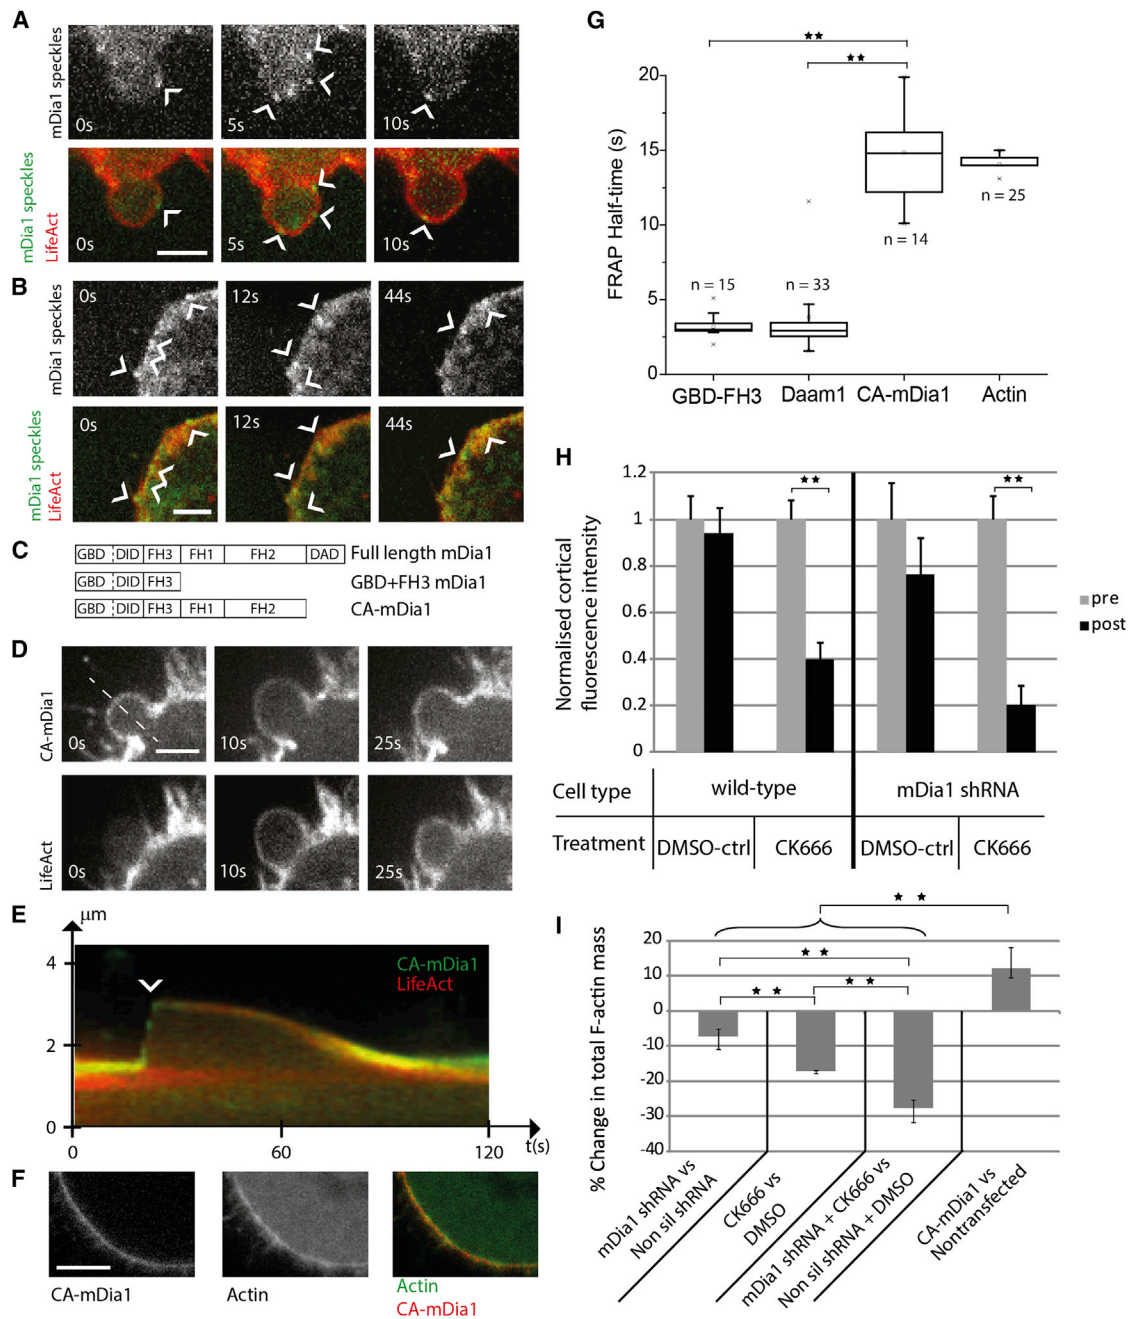 A
mDia1 speckles
0s
5s
10s
mDia1 speckles
LifeAct
0s
5s
10s
B
mDia1 speckles
0s
12s
44s
mDia1 speckles
LifeAct
0s
12s
44s
C
GBD DID FH3 FH1 FH2 DAD Full length mDia1
GBD DID FH3 GBD+FH3 mDia1
GBD DID FH3 FH1 FH2 CA-mDia1
D
CA-mDia1
0s
10s
25s
LifeAct
0s
10s
25s
E
μm
4
2
0
CA-mDia1
LifeAct
0 60 120 t(s)
F
CA-mDia1
Actin
Actin
CA-mDia1
G
★★
★★
FRAP Half-time (s)
20
15
10
5
0
n = 15
n = 33
n = 14
n = 25
GBD-FH3 Daam1 CA-mDia1 Actin
H
Normalised cortical
fluorescence intensity
1.2
1
0.8
0.6
0.4
0.2
0
★★
★★
pre
post
Cell type wild-type mDia1 shRNA
Treatment DMSO-ctrl CK666 DMSO-ctrl CK666
I
% Change in total F-actin mass
20
10
0
-10
-20
-30
-40
★ ★
★ ★
★ ★
★ ★
mDia1 shRNA vs
Non sil shRNA
CK666 vs
DMSO
mDia1 shRNA + CK666 vs
Non sil shRNA + DMSO
CA-mDia1 vs
Nontransfected